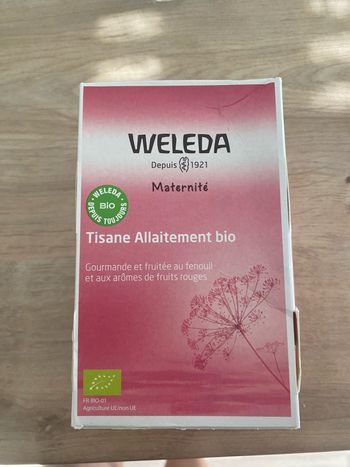 WELEDA
Depuis 1921
Maternité
WELEDA
BIO
DEPUIS TOUJOURS
Tisane Allaitement bio
Gourmande et fruitée au fenouil
et aux arômes de fruits rouges
FR-BIO-01
Agriculture UE/non UE